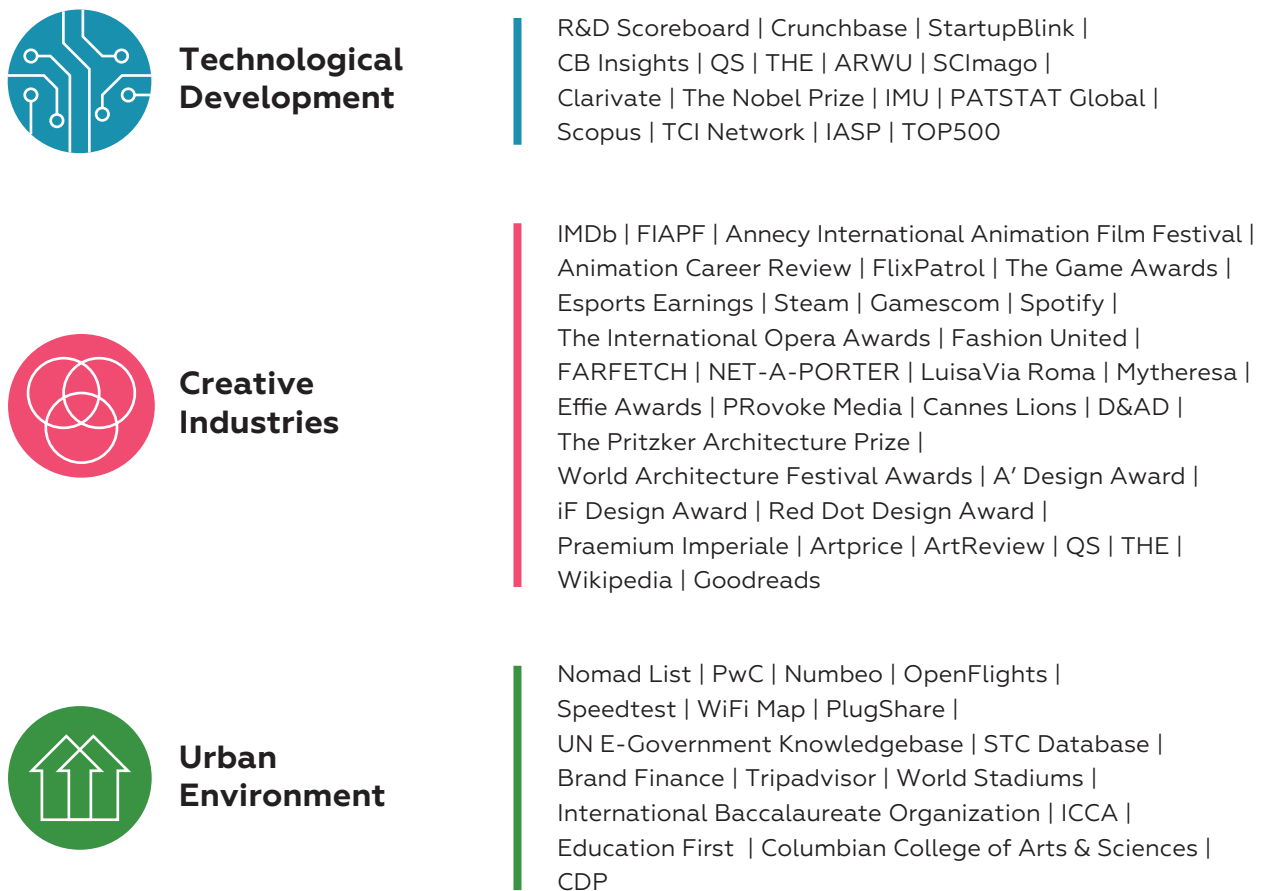 Technological
Development
R&D Scoreboard | Crunchbase | StartupBlink |
CB Insights | QS | THE | ARWU | SCImago |
Clarivate | The Nobel Prize | IMU | PATSTAT Global |
Scopus | TCI Network | IASP | TOP500
Creative
Industries
IMDb | FIAPF | Annecy International Animation Film Festival |
Animation Career Review | FlixPatrol | The Game Awards |
Esports Earnings | Steam | Gamescom | Spotify |
The International Opera Awards | Fashion United |
FARFETCH | NET-A-PORTER | LuisaVia Roma | Mytheresa |
Effie Awards | PRovoke Media | Cannes Lions | D&AD |
The Pritzker Architecture Prize |
World Architecture Festival Awards | A’ Design Award |
iF Design Award | Red Dot Design Award |
Praemium Imperiale | Artprice | ArtReview | QS | THE |
Wikipedia | Goodreads
Urban
Environment
Nomad List | PwC | Numbeo | OpenFlights |
Speedtest | WiFi Map | PlugShare |
UN E-Government Knowledgebase | STC Database |
Brand Finance | Tripadvisor | World Stadiums |
International Baccalaureate Organization | ICCA |
Education First | Columbian College of Arts & Sciences |
CDP